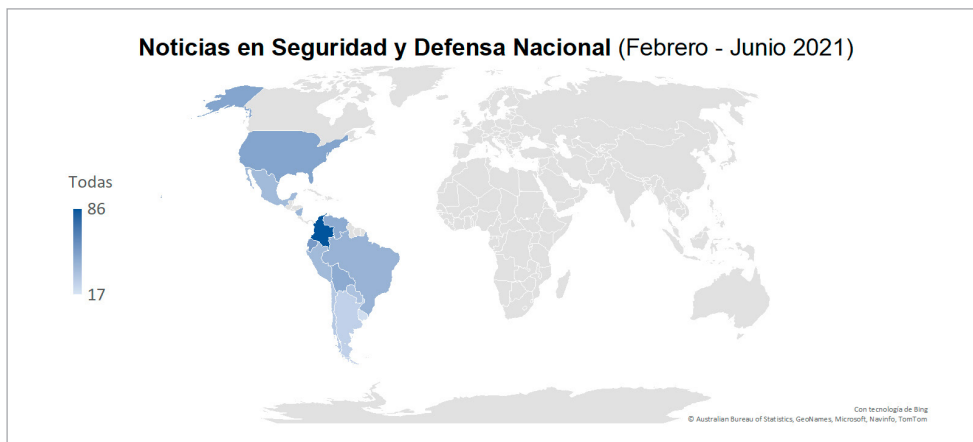 Noticias en Seguridad y Defensa Nacional (Febrero - Junio 2021)
Todas
86
17
Con tecnología de Bing
© Australian Bureau of Statistics, GeoNames, Microsoft, Navinfo, TomTom